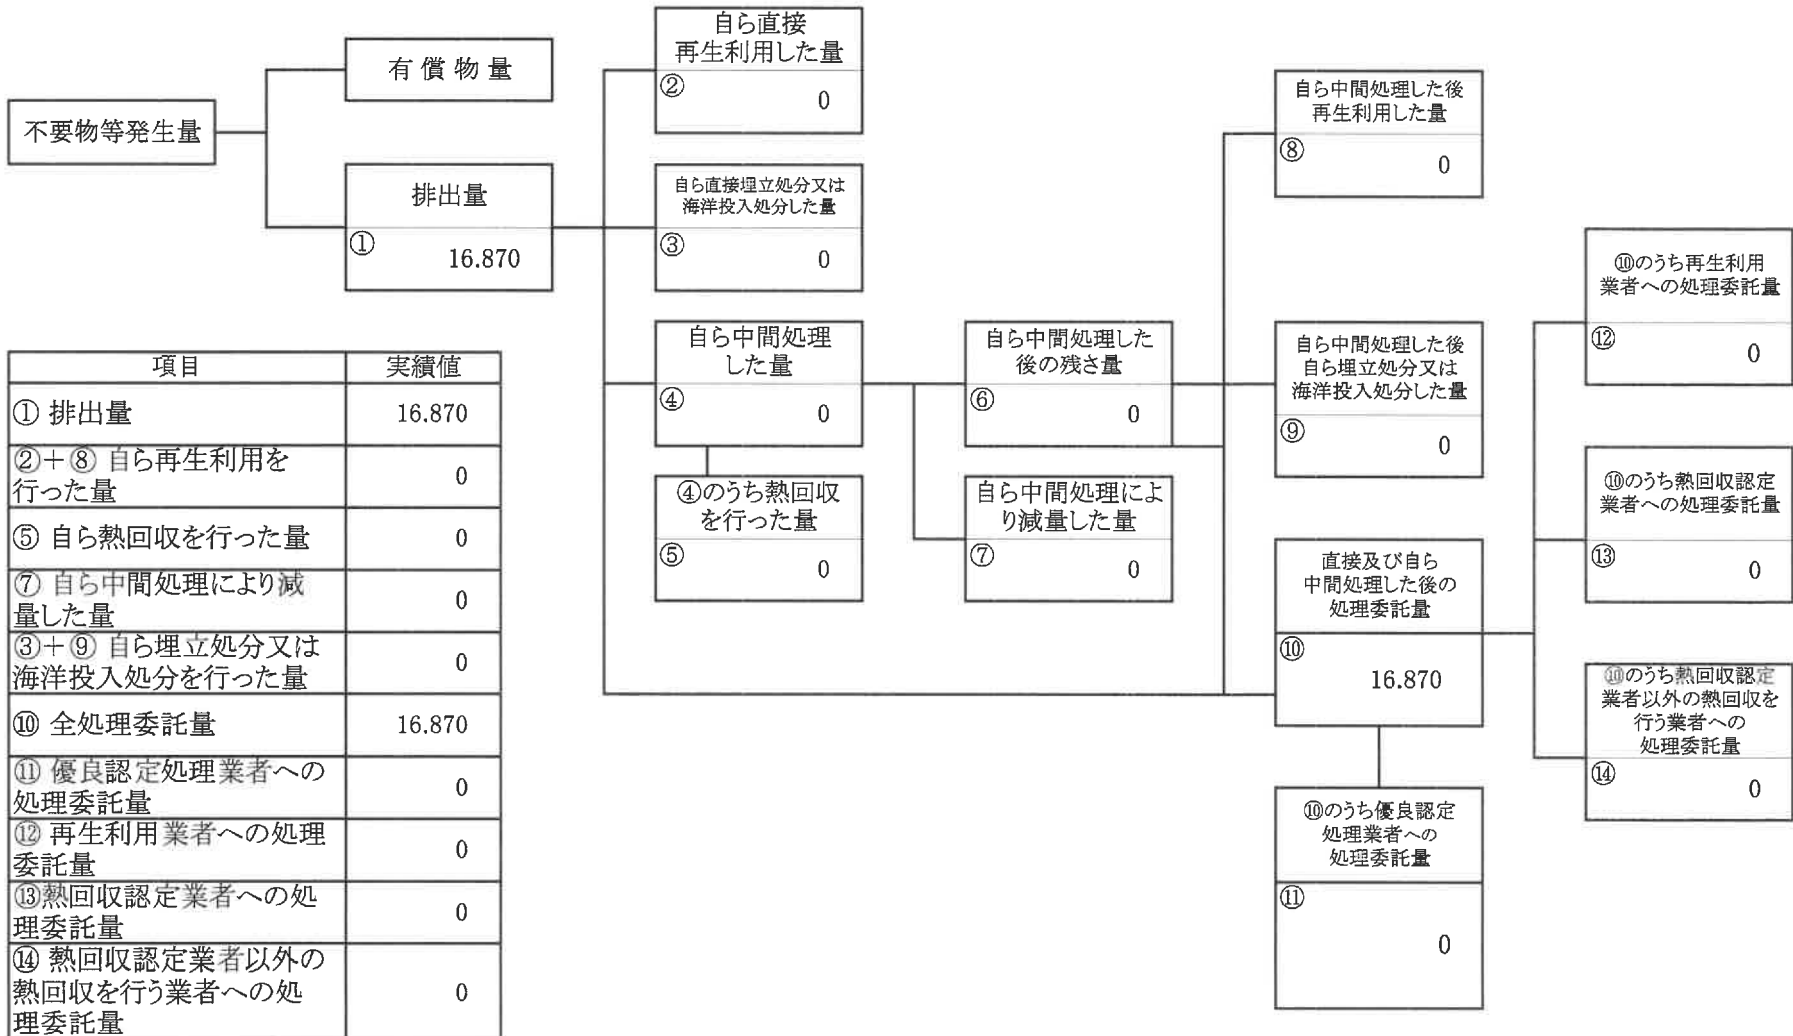 不要物等発生量
有償物量
排出量
①
16.870
自ら直接
再生利用した量
②
0
自ら直接埋立処分又は
海洋投入処分した量
③
0
自ら中間処理
した量
④
0
④のうち熱回収
を行った量
⑤
0
自ら中間処理した
後の残さ量
⑥
0
自ら中間処理によ
り減量した量
⑦
0
自ら中間処理した後
再生利用した量
⑧
0
自ら中間処理した後
自ら埋立処分又は
海洋投入処分した量
⑨
0
直接及び自ら
中間処理した後の
処理委託量
⑩
16.870
⑩のうち優良認定
処理業者への
処理委託量
⑪
0
⑩のうち再生利用
業者への処理委託量
⑫
0
⑩のうち熱回収認定
業者への処理委託量
⑬
0
⑩のうち熱回収認定
業者以外の熱回収を
行う業者への
処理委託量
⑭
0
項目 実績値
① 排出量 16.870
②+⑧ 自ら再生利用を
行った量 0
⑤ 自ら熱回収を行った量 0
⑦ 自ら中間処理により減
量した量 0
③+⑨ 自ら埋立処分又は
海洋投入処分を行った量 0
⑩ 全処理委託量 16.870
⑪ 優良認定処理業者への
処理委託量 0
⑫ 再生利用業者への処理
委託量 0
⑬熱回収認定業者への処
理委託量 0
⑭ 熱回収認定業者以外の
熱回収を行う業者への処
理委託量 0